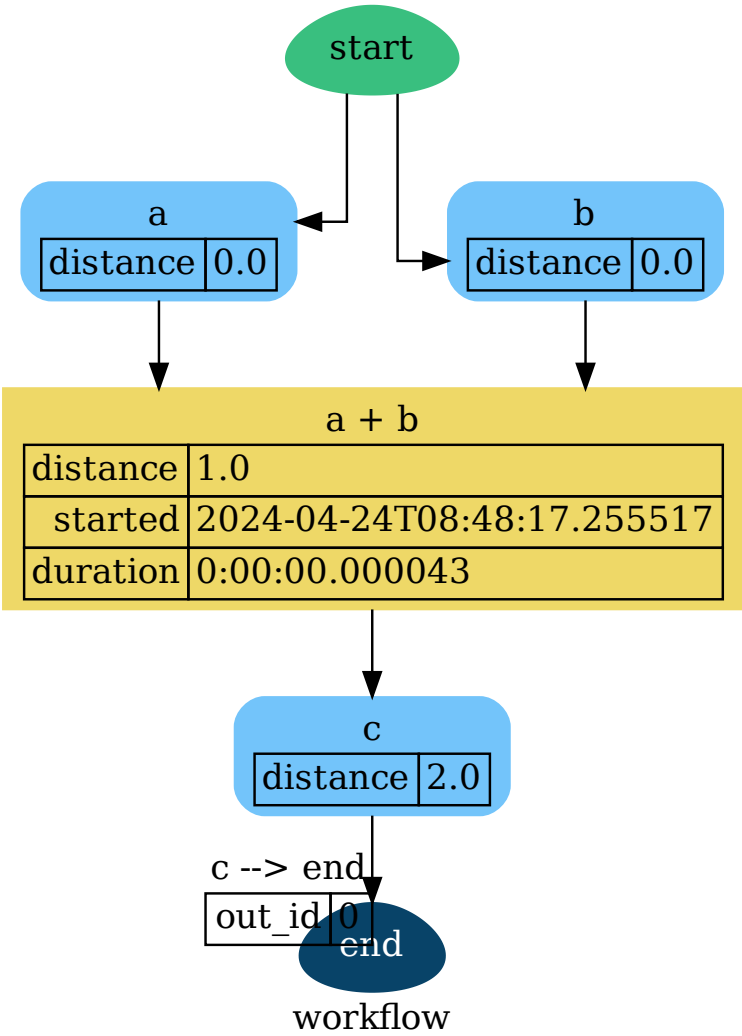 start
a
distance 0.0
b
distance 0.0
a + b
distance 1.0
started 2024-04-24T08:48:17.255517
duration 0:00:00.000043
c
distance 2.0
c --> end
out_id 0
end
workflow